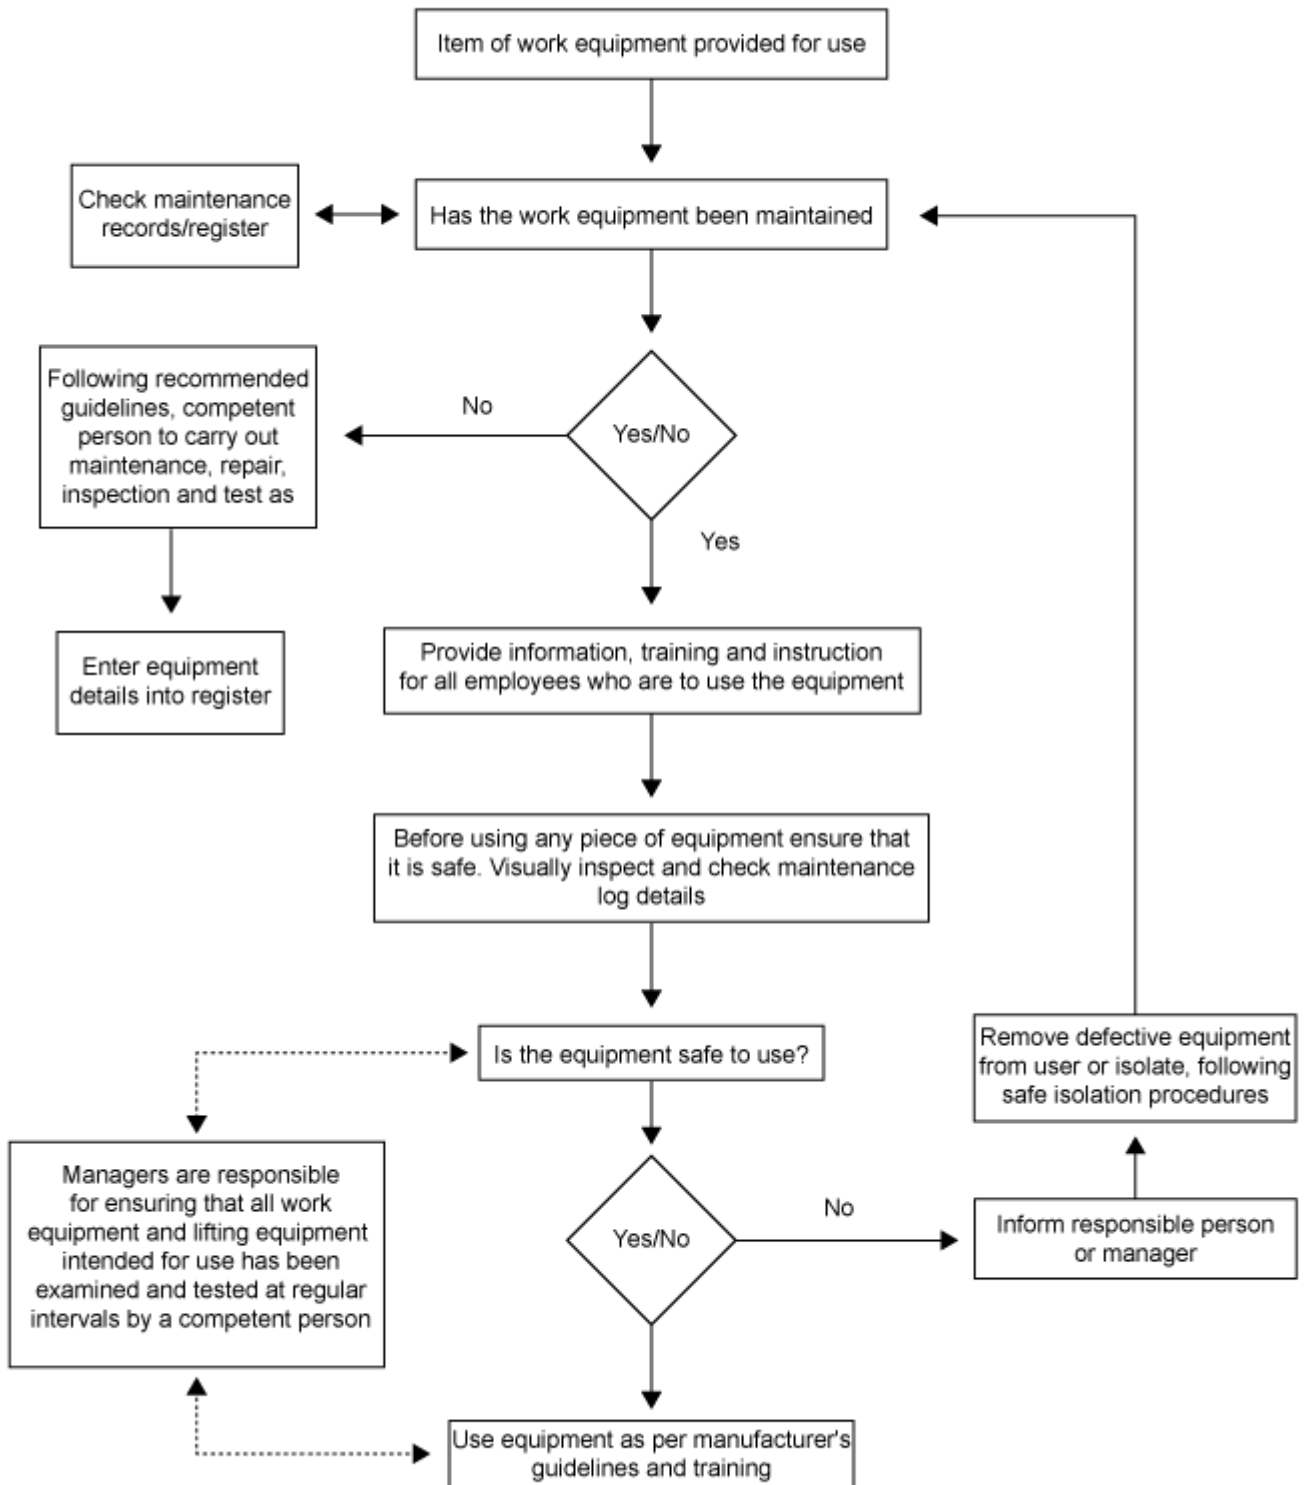 Item of work equipment provided for use
Check maintenance
records/register
Has the work equipment been maintained
Following recommended
guidelines, competent
person to carry out
maintenance, repair,
inspection and test as
No
Yes/No
Yes
Enter equipment
details into register
Provide information, training and instruction
for all employees who are to use the equipment
Before using any piece of equipment ensure that
it is safe. Visually inspect and check maintenance
log details
Is the equipment safe to use?
Remove defective equipment
from user or isolate, following
safe isolation procedures
Managers are responsible
for ensuring that all work
equipment and lifting equipment
intended for use has been
examined and tested at regular
intervals by a competent person
Yes/No
No
Inform responsible person
or manager
Use equipment as per manufacturer's
guidelines and training